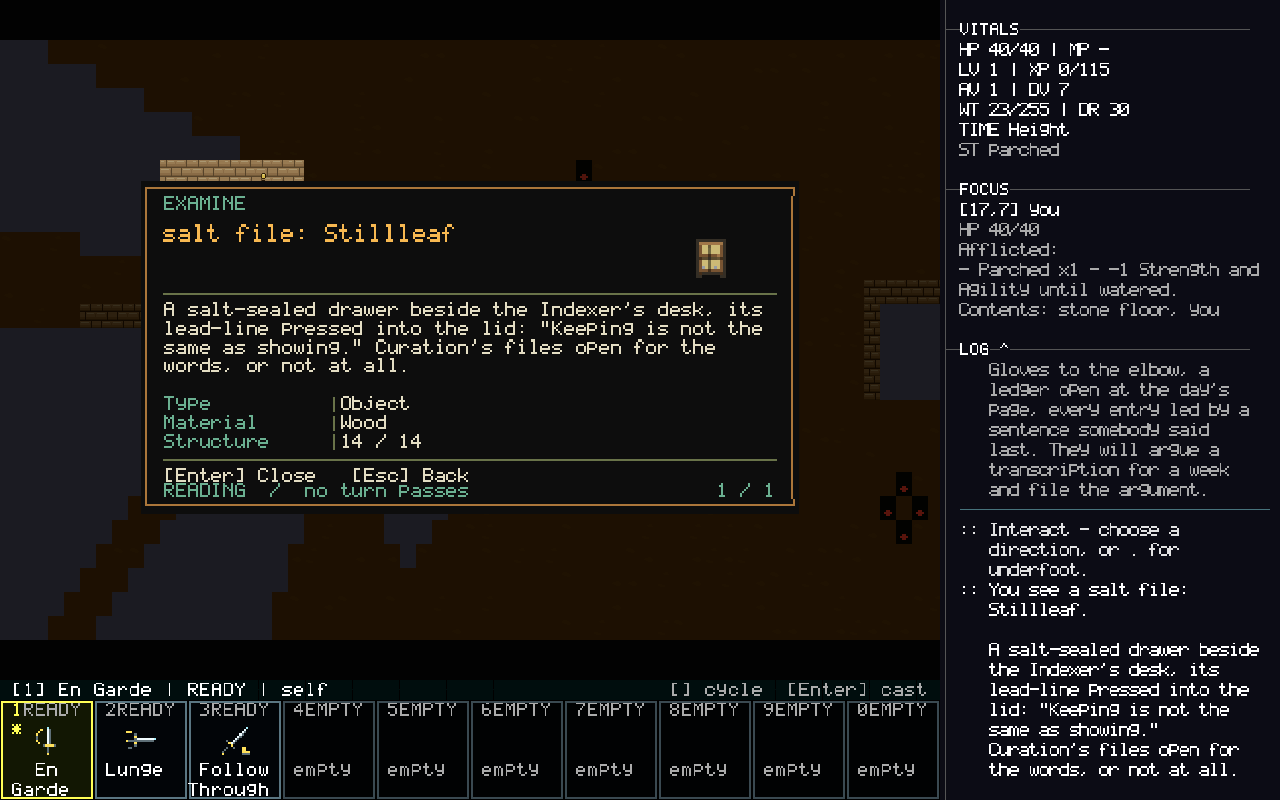 EXAMINE
salt file: Stillleaf
A salt-sealed drawer beside the Indexer's desk, its
lead-line pressed into the lid: "Keeping is not the
same as showing." Curation's files open for the
words, or not at all.
Type |Object
Material |Wood
Structure |14 / 14
[Enter] Close [Esc] Back
READING / no turn passes 1 / 1
VITALS
HP 40/40 | MP -
LV 1 | XP 0/115
AV 1 | DV 7
WT 23/255 | DR 30
TIME Height
ST Parched
FOCUS
[17,7] You
HP 40/40
Afflicted:
- Parched x1 - -1 Strength and
Agility until watered.
Contents: stone floor, you
LOG ^
Gloves to the elbow, a
ledger open at the day's
page, every entry led by a
sentence somebody said
last. They will argue a
transcription for a week
and file the argument.
:: Interact - choose a
direction, or . for
underfoot.
:: You see a salt file:
Stillleaf.
A salt-sealed drawer beside
the Indexer's desk, its
lead-line pressed into the
lid: "Keeping is not the
same as showing."
Curation's files open for
the words, or not at all.
[1] En Garde | READY | self [] cycle [Enter] cast
1READY 2READY 3READY 4EMPTY 5EMPTY 6EMPTY 7EMPTY 8EMPTY 9EMPTY 0EMPTY
*
En Garde
Lunge
Follow Through
empty empty empty empty empty empty empty